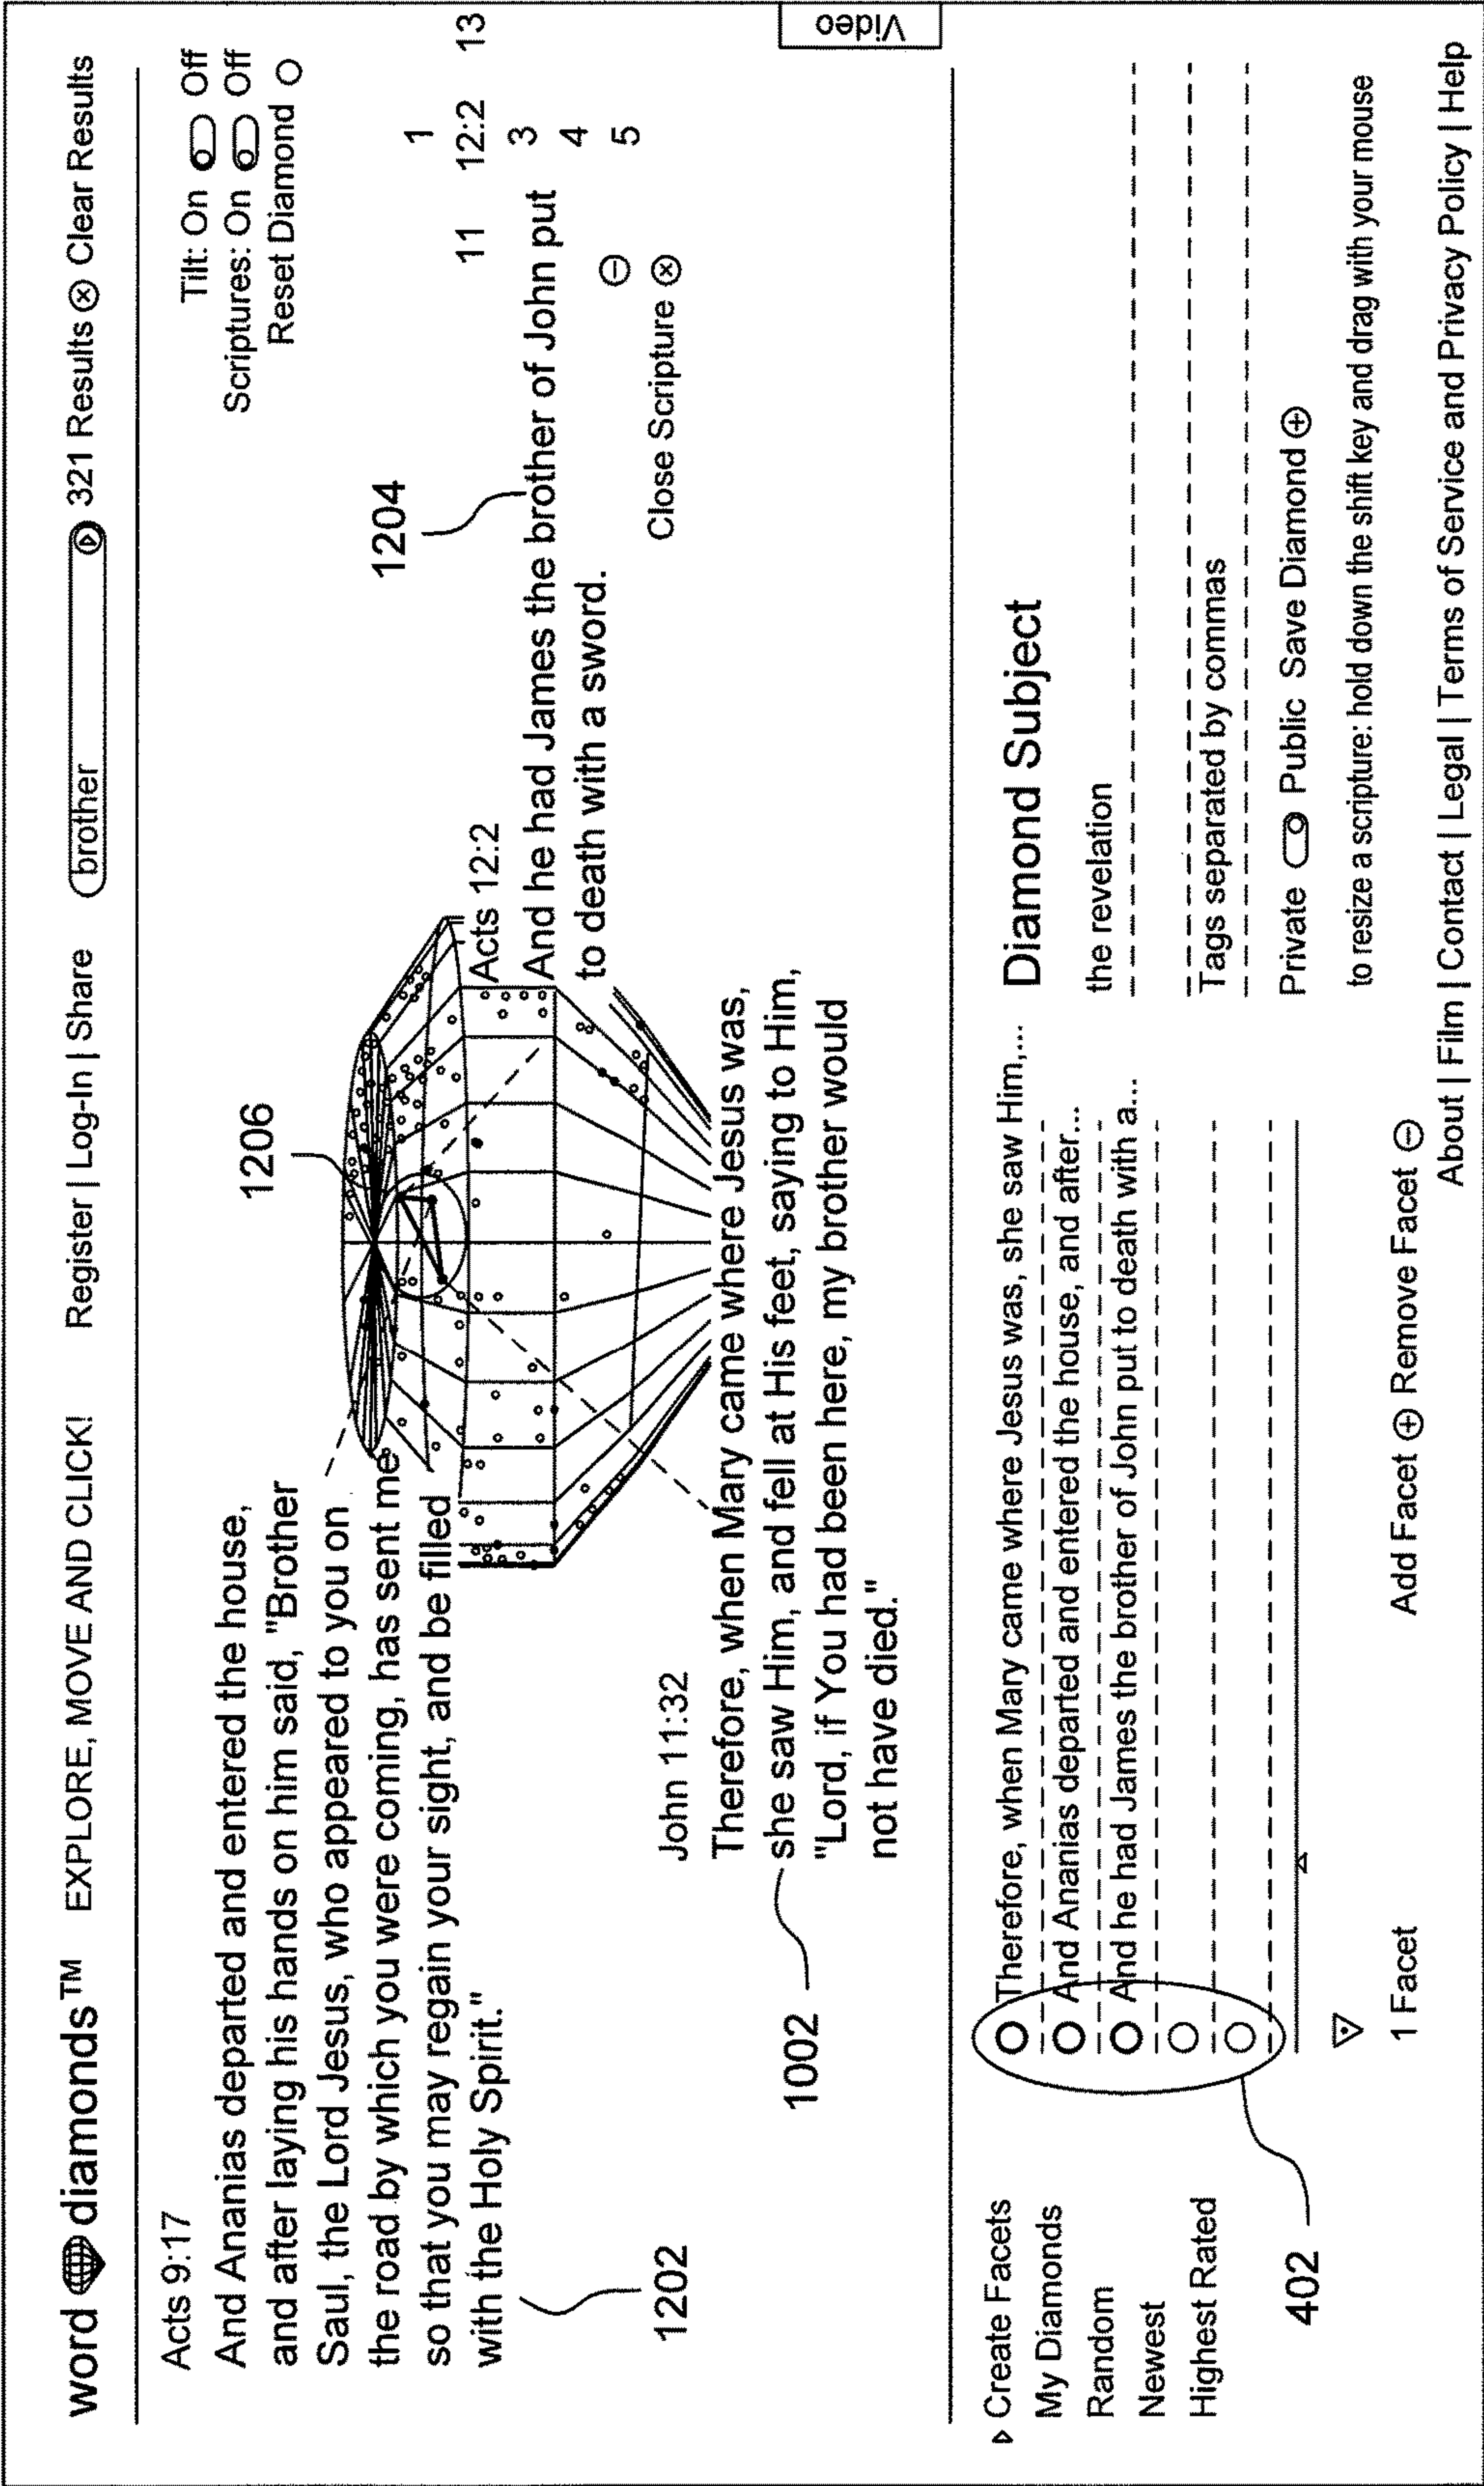 word diamonds™ EXPLORE, MOVE AND CLICK! Register | Log-In | Share brother 321 Results ⊗ Clear Results
Tilt: On Off
Scriptures: On Off
Reset Diamond
Acts 9:17
And Ananias departed and entered the house,
and after laying his hands on him said, "Brother
Saul, the Lord Jesus, who appeared to you on
the road by which you were coming, has sent me
so that you may regain your sight, and be filled
with the Holy Spirit."
1202
1206
1204
1
11 12:2 13
3
4
5
Acts 12:2
And he had James the brother of John put
to death with a sword.
⊖
Close Scripture ⊗
John 11:32
Therefore, when Mary came where Jesus was,
she saw Him, and fell at His feet, saying to Him,
"Lord, if You had been here, my brother would
not have died."
1002
Video
Create Facets
My Diamonds
Random
Newest
Highest Rated
402
Therefore, when Mary came where Jesus was, she saw Him,...
And Ananias departed and entered the house, and after...
And he had James the brother of John put to death with a...
1 Facet
Add Facet ⊕ Remove Facet ⊖
Diamond Subject
the revelation
Tags separated by commas
Private Public Save Diamond ⊕
to resize a scripture: hold down the shift key and drag with your mouse
About | Film | Contact | Legal | Terms of Service and Privacy Policy | Help